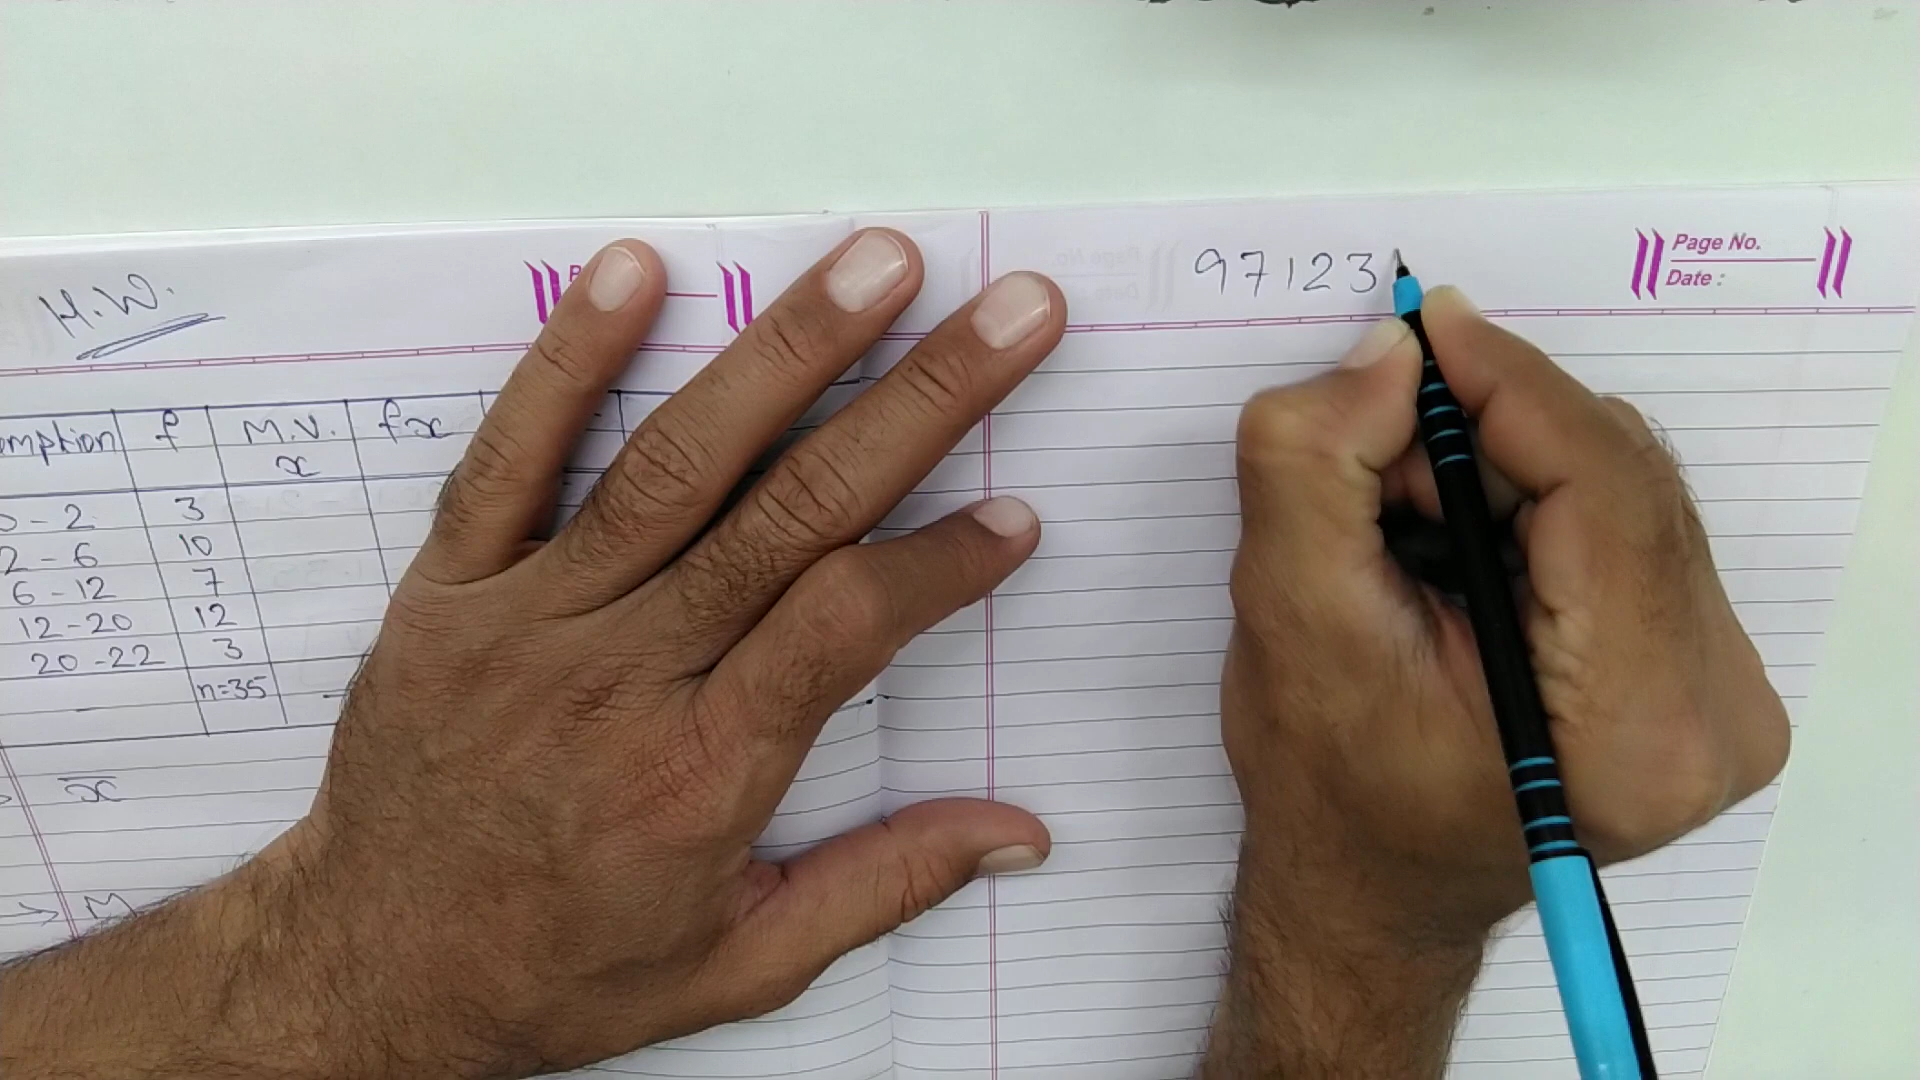 H.W.
97123
Page No.
Date :
emption f M.V. x fx
0-2 3
2-6 10
6-12 7
12-20 12
20-22 3
n=35
x̄
→ M